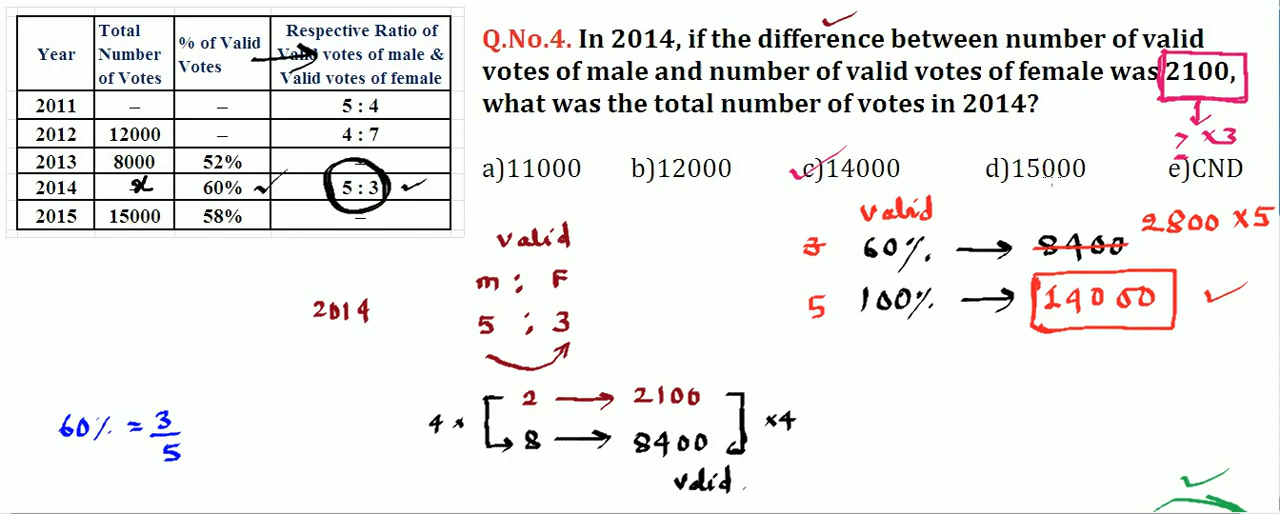 Year
Total Number of Votes
% of Valid Votes
Respective Ratio of Valid votes of male & Valid votes of female
2011 – – 5 : 4
2012 12000 – 4 : 7
2013 8000 52% –
2014 x 60% 5 : 3
2015 15000 58% –
Q.No.4. In 2014, if the difference between number of valid
votes of male and number of valid votes of female was 2100,
what was the total number of votes in 2014?
7 x3
a)11000 b)12000 c)14000 d)15000 e)CND
valid
3 60% → 8400 2800 x5
5 100% → 14000
valid
m : F
2014
5 : 3
4 x [ 2 → 2100 ] x4
8 → 8400
valid
60% = 3/5